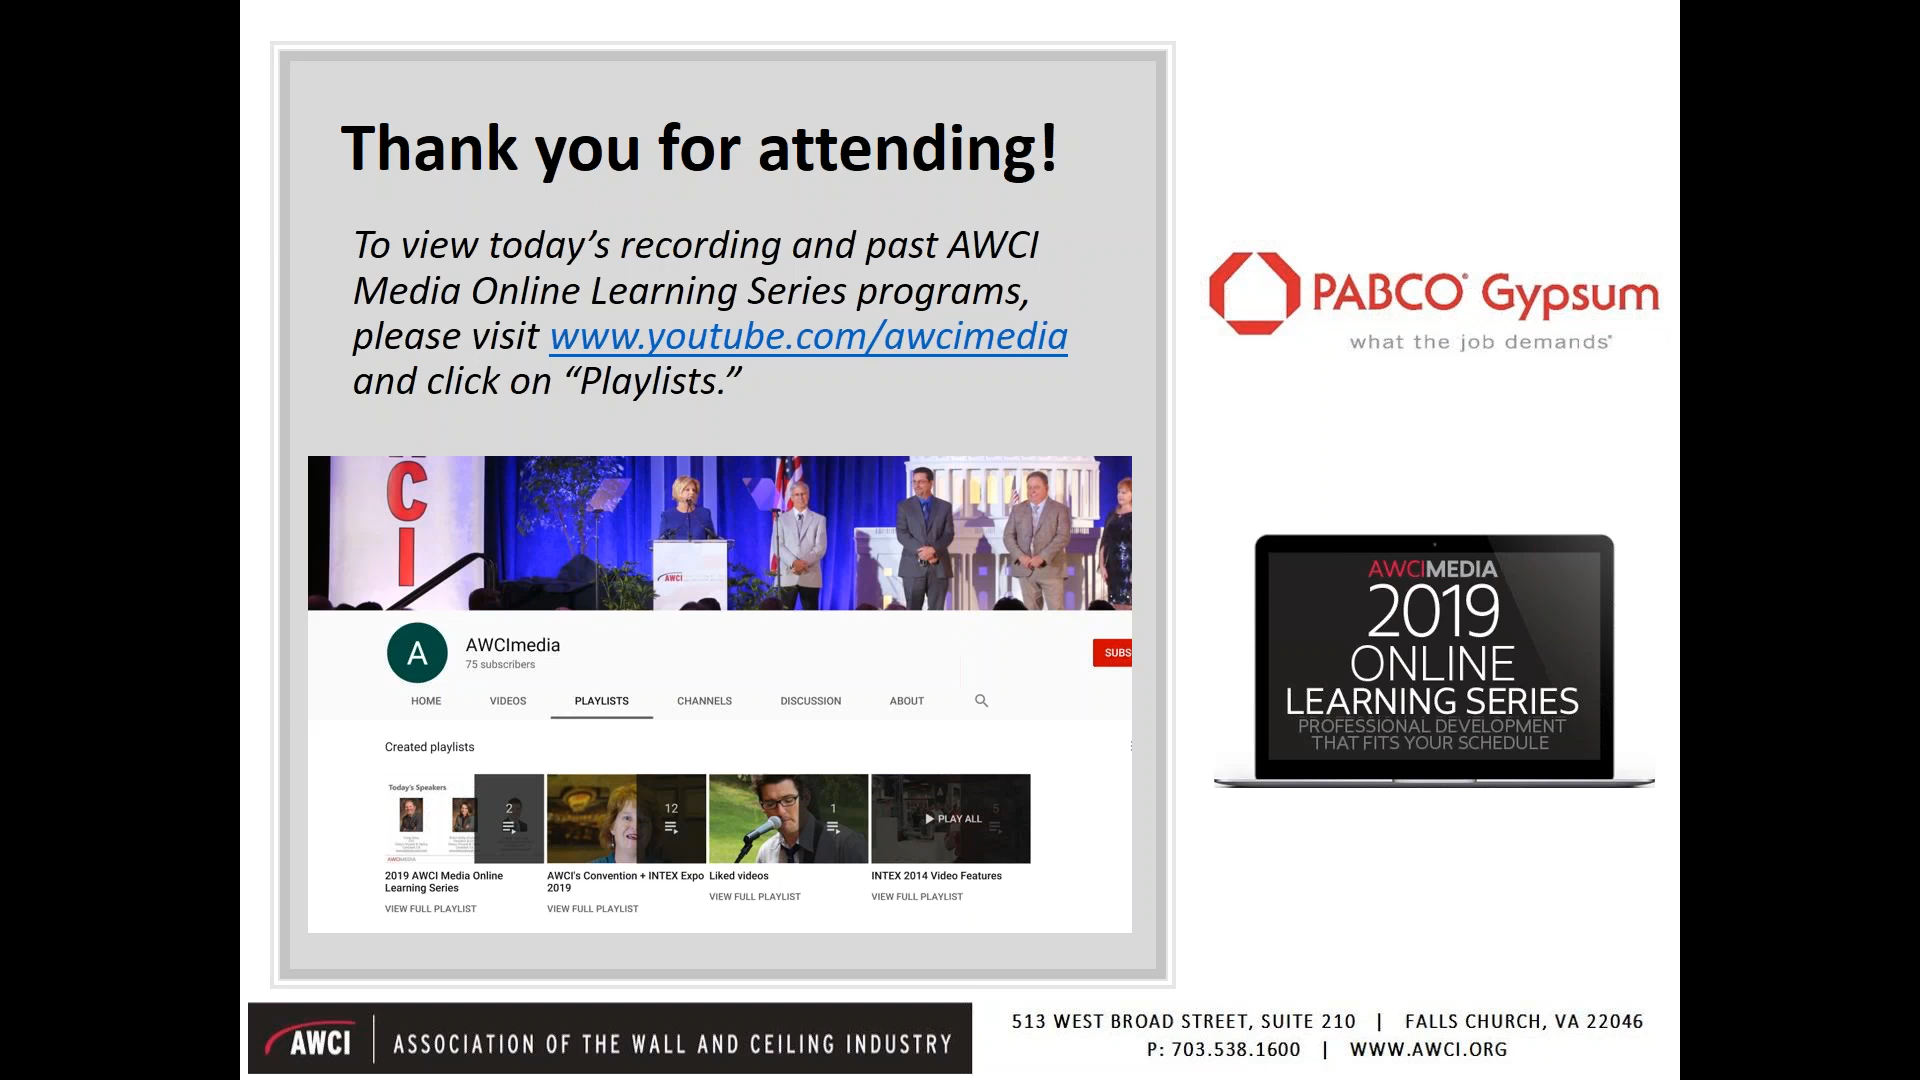 Thank you for attending!
To view today’s recording and past AWCI
Media Online Learning Series programs,
please visit www.youtube.com/awcimedia
and click on “Playlists.”
CI
AWCI
A
AWCImedia
75 subscribers
SUBS
HOME VIDEOS PLAYLISTS CHANNELS DISCUSSION ABOUT
Created playlists
Today's Speakers
AWCIMEDIA
2
12
1
5
PLAY ALL
2019 AWCI Media Online
Learning Series
VIEW FULL PLAYLIST
AWCI's Convention + INTEX Expo
2019
VIEW FULL PLAYLIST
Liked videos
VIEW FULL PLAYLIST
INTEX 2014 Video Features
VIEW FULL PLAYLIST
PABCO® Gypsum
what the job demands®
AWCIMEDIA
2019
ONLINE
LEARNING SERIES
PROFESSIONAL DEVELOPMENT
THAT FITS YOUR SCHEDULE
AWCI | ASSOCIATION OF THE WALL AND CEILING INDUSTRY
513 WEST BROAD STREET, SUITE 210 | FALLS CHURCH, VA 22046
P: 703.538.1600 | WWW.AWCI.ORG